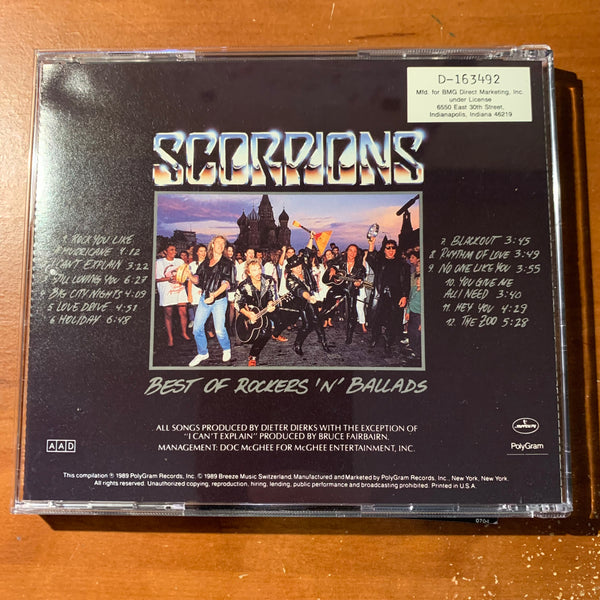 D-163492
Mfd. for BMG Direct Marketing, Inc.
under License
6550 East 30th Street,
Indianapolis, Indiana 46219
SCORPIONS
1. ROCK YOU LIKE
HURRICANE 4:12
I CAN'T EXPLAIN 3:22
STILL LOVING YOU 6:27
4. BIG CITY NIGHTS 4:09
5. LOVE DRIVE 4:51
6. HOLIDAY 6:48
7. BLACKOUT 3:45
8. RHYTHM OF LOVE 3:49
9. NO ONE LIKE YOU 3:55
10. YOU GIVE ME
ALL I NEED 3:40
11. HEY YOU 4:29
12. THE ZOO 5:28
BEST OF ROCKERS 'N' BALLADS
ALL SONGS PRODUCED BY DIETER DIERKS WITH THE EXCEPTION OF
"I CAN'T EXPLAIN" PRODUCED BY BRUCE FAIRBAIRN.
MANAGEMENT: DOC McGHEE FOR McGHEE ENTERTAINMENT, INC.
AAD
mercury
PolyGram
This compilation ℗ 1989 PolyGram Records, Inc. © 1989 Breeze Music Switzerland. Manufactured and Marketed by PolyGram Records, Inc., New York, New York.
All rights reserved. Unauthorized copying, reproduction, hiring, lending, public performance and broadcasting prohibited. Printed in U.S.A.
0704